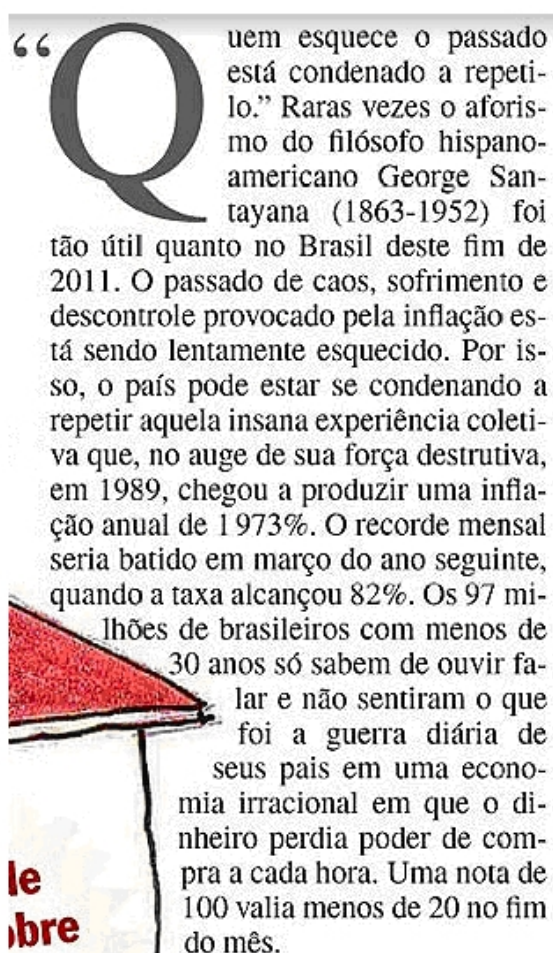 “Quem esquece o passado
está condenado a repeti-
lo.” Raras vezes o aforis-
mo do filósofo hispano-
americano George San-
tayana (1863-1952) foi
tão útil quanto no Brasil deste fim de
2011. O passado de caos, sofrimento e
descontrole provocado pela inflação es-
tá sendo lentamente esquecido. Por is-
so, o país pode estar se condenando a
repetir aquela insana experiência coleti-
va que, no auge de sua força destrutiva,
em 1989, chegou a produzir uma infla-
ção anual de 1 973%. O recorde mensal
seria batido em março do ano seguinte,
quando a taxa alcançou 82%. Os 97 mi-
lhões de brasileiros com menos de
30 anos só sabem de ouvir fa-
lar e não sentiram o que
foi a guerra diária de
seus pais em uma econo-
mia irracional em que o di-
nheiro perdia poder de com-
pra a cada hora. Uma nota de
100 valia menos de 20 no fim
do mês.